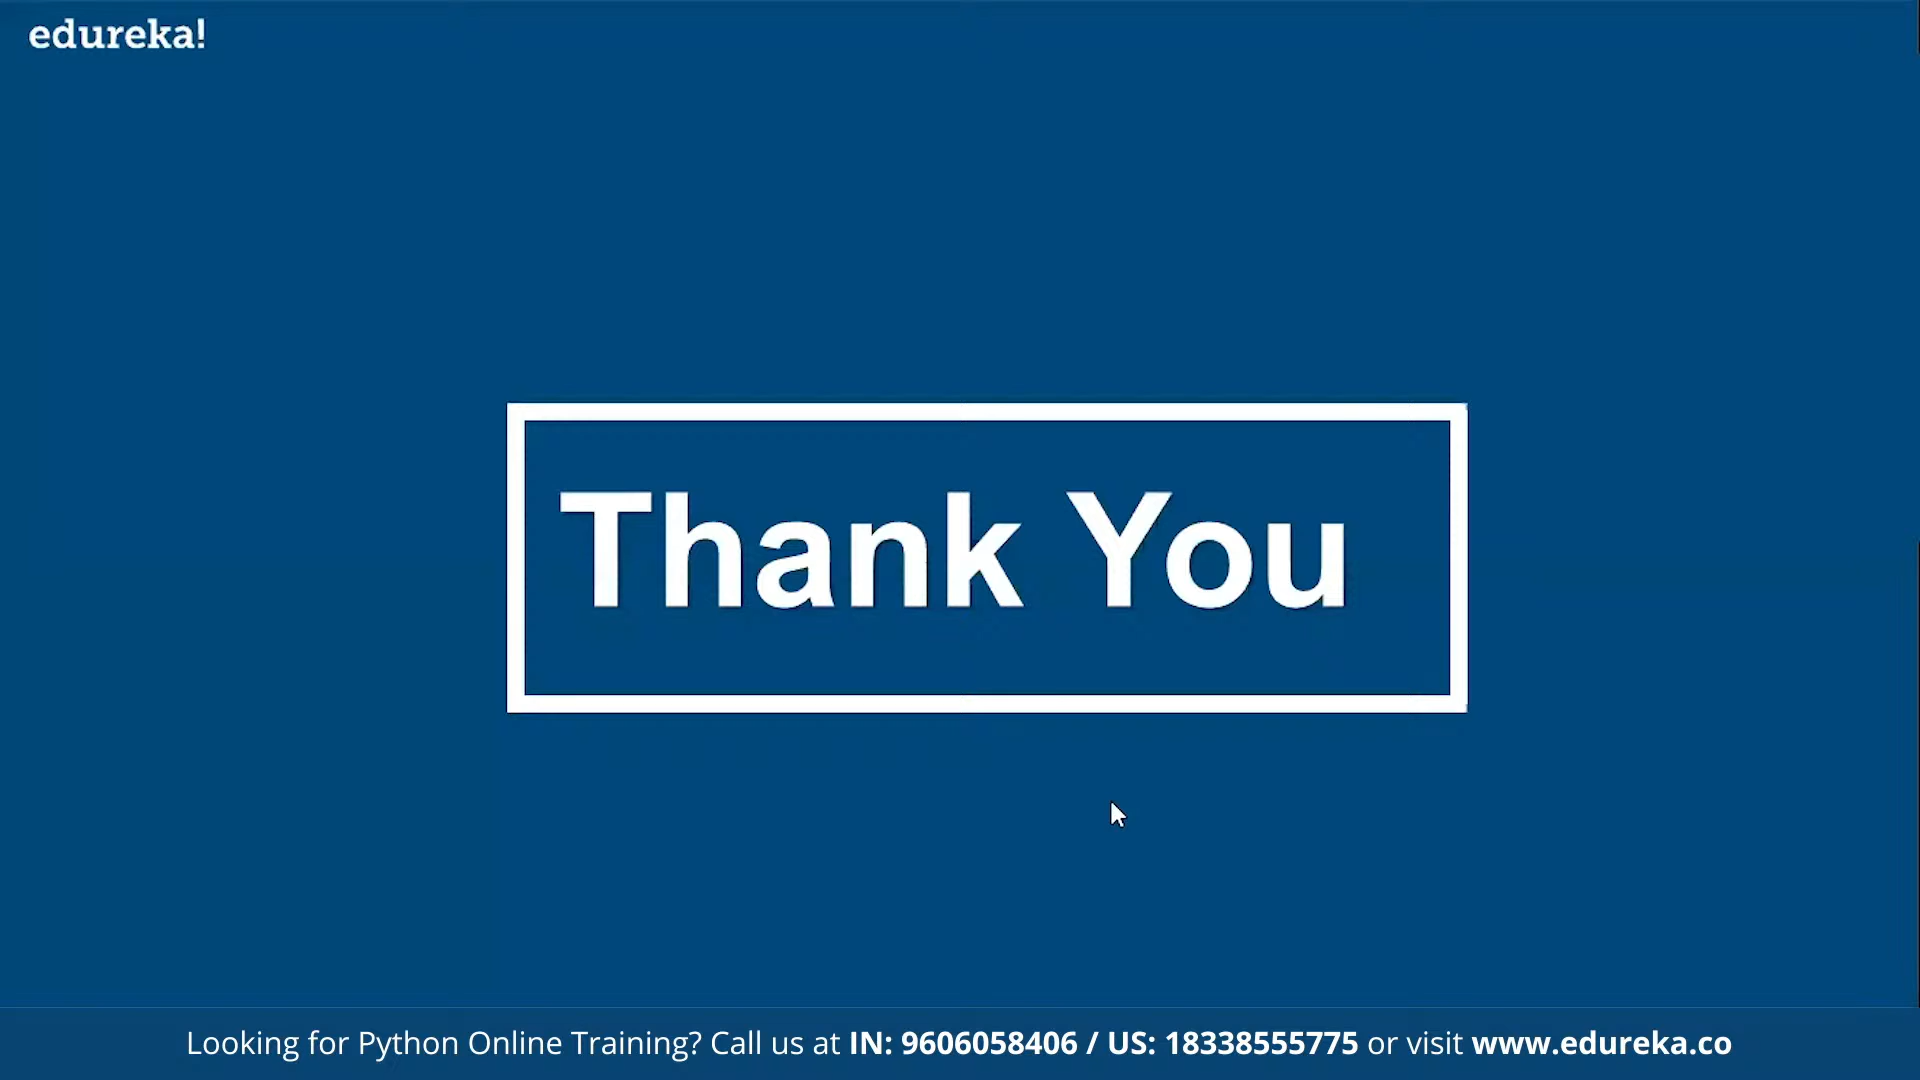 edureka!
Thank You
Looking for Python Online Training? Call us at IN: 9606058406 / US: 18338555775 or visit www.edureka.co